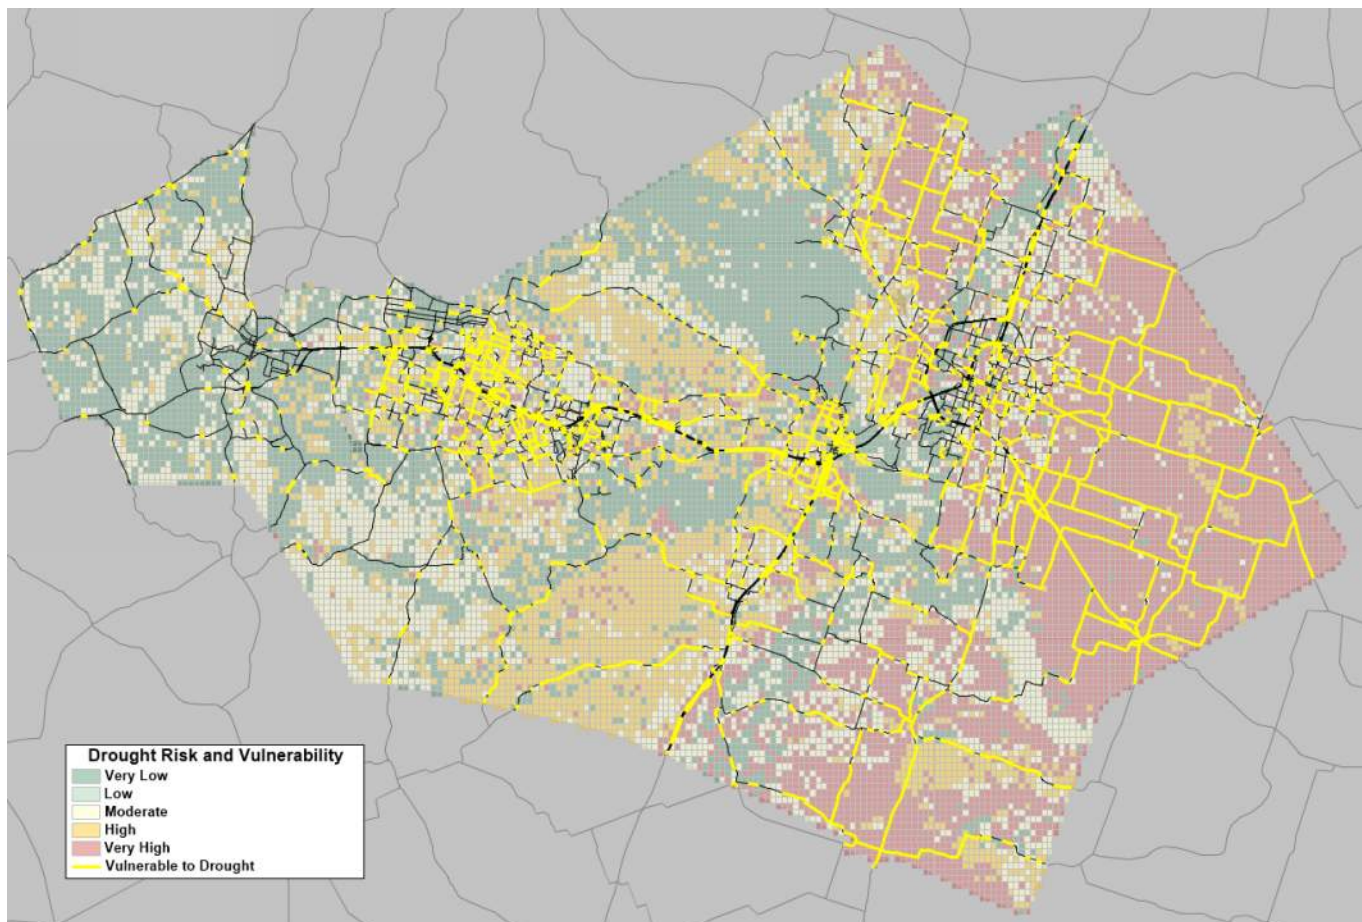 Drought Risk and Vulnerability
Very Low
Low
Moderate
High
Very High
Vulnerable to Drought